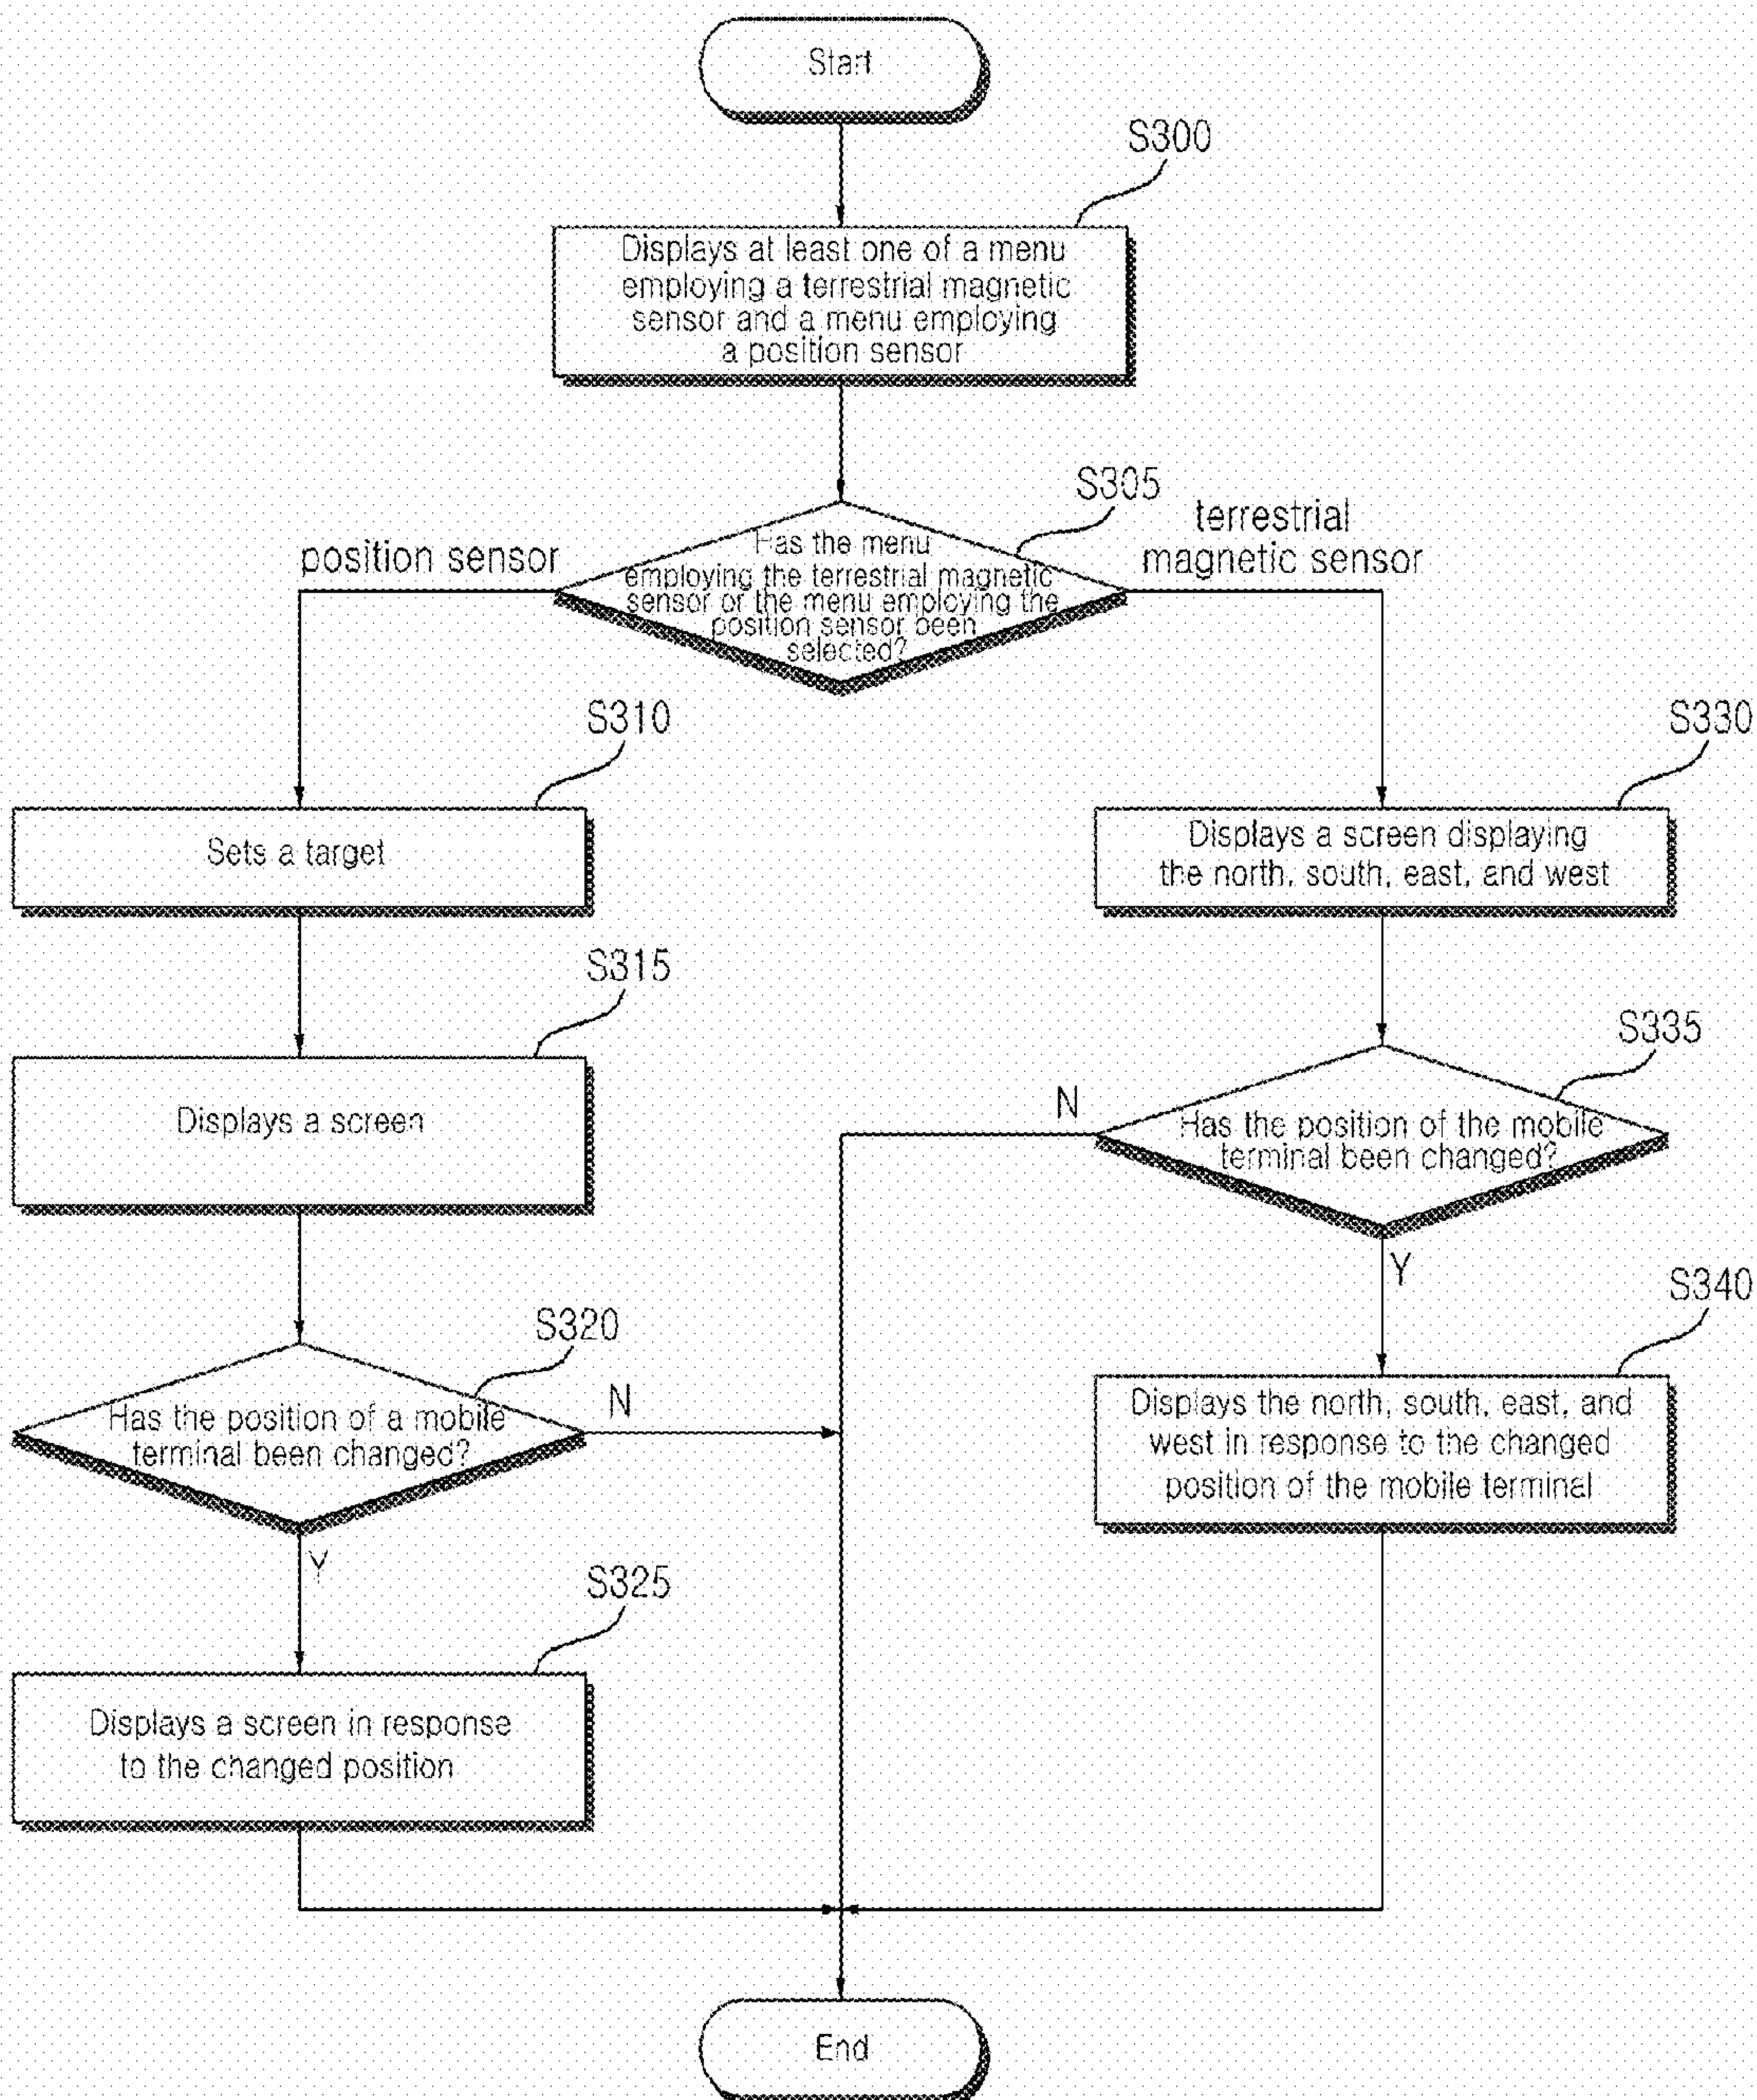 Start
S300
Displays at least one of a menu
employing a terrestrial magnetic
sensor and a menu employing
a position sensor
S305
position sensor
terrestrial
magnetic sensor
Has the menu
employing the terrestrial magnetic
sensor or the menu employing the
position sensor been
selected?
S310
Sets a target
S330
Displays a screen displaying
the north, south, east, and west
S315
Displays a screen
S335
N
Has the position of the mobile
terminal been changed?
Y
S320
Has the position of a mobile
terminal been changed?
N
Y
S340
Displays the north, south, east, and
west in response to the changed
position of the mobile terminal
S325
Displays a screen in response
to the changed position
End